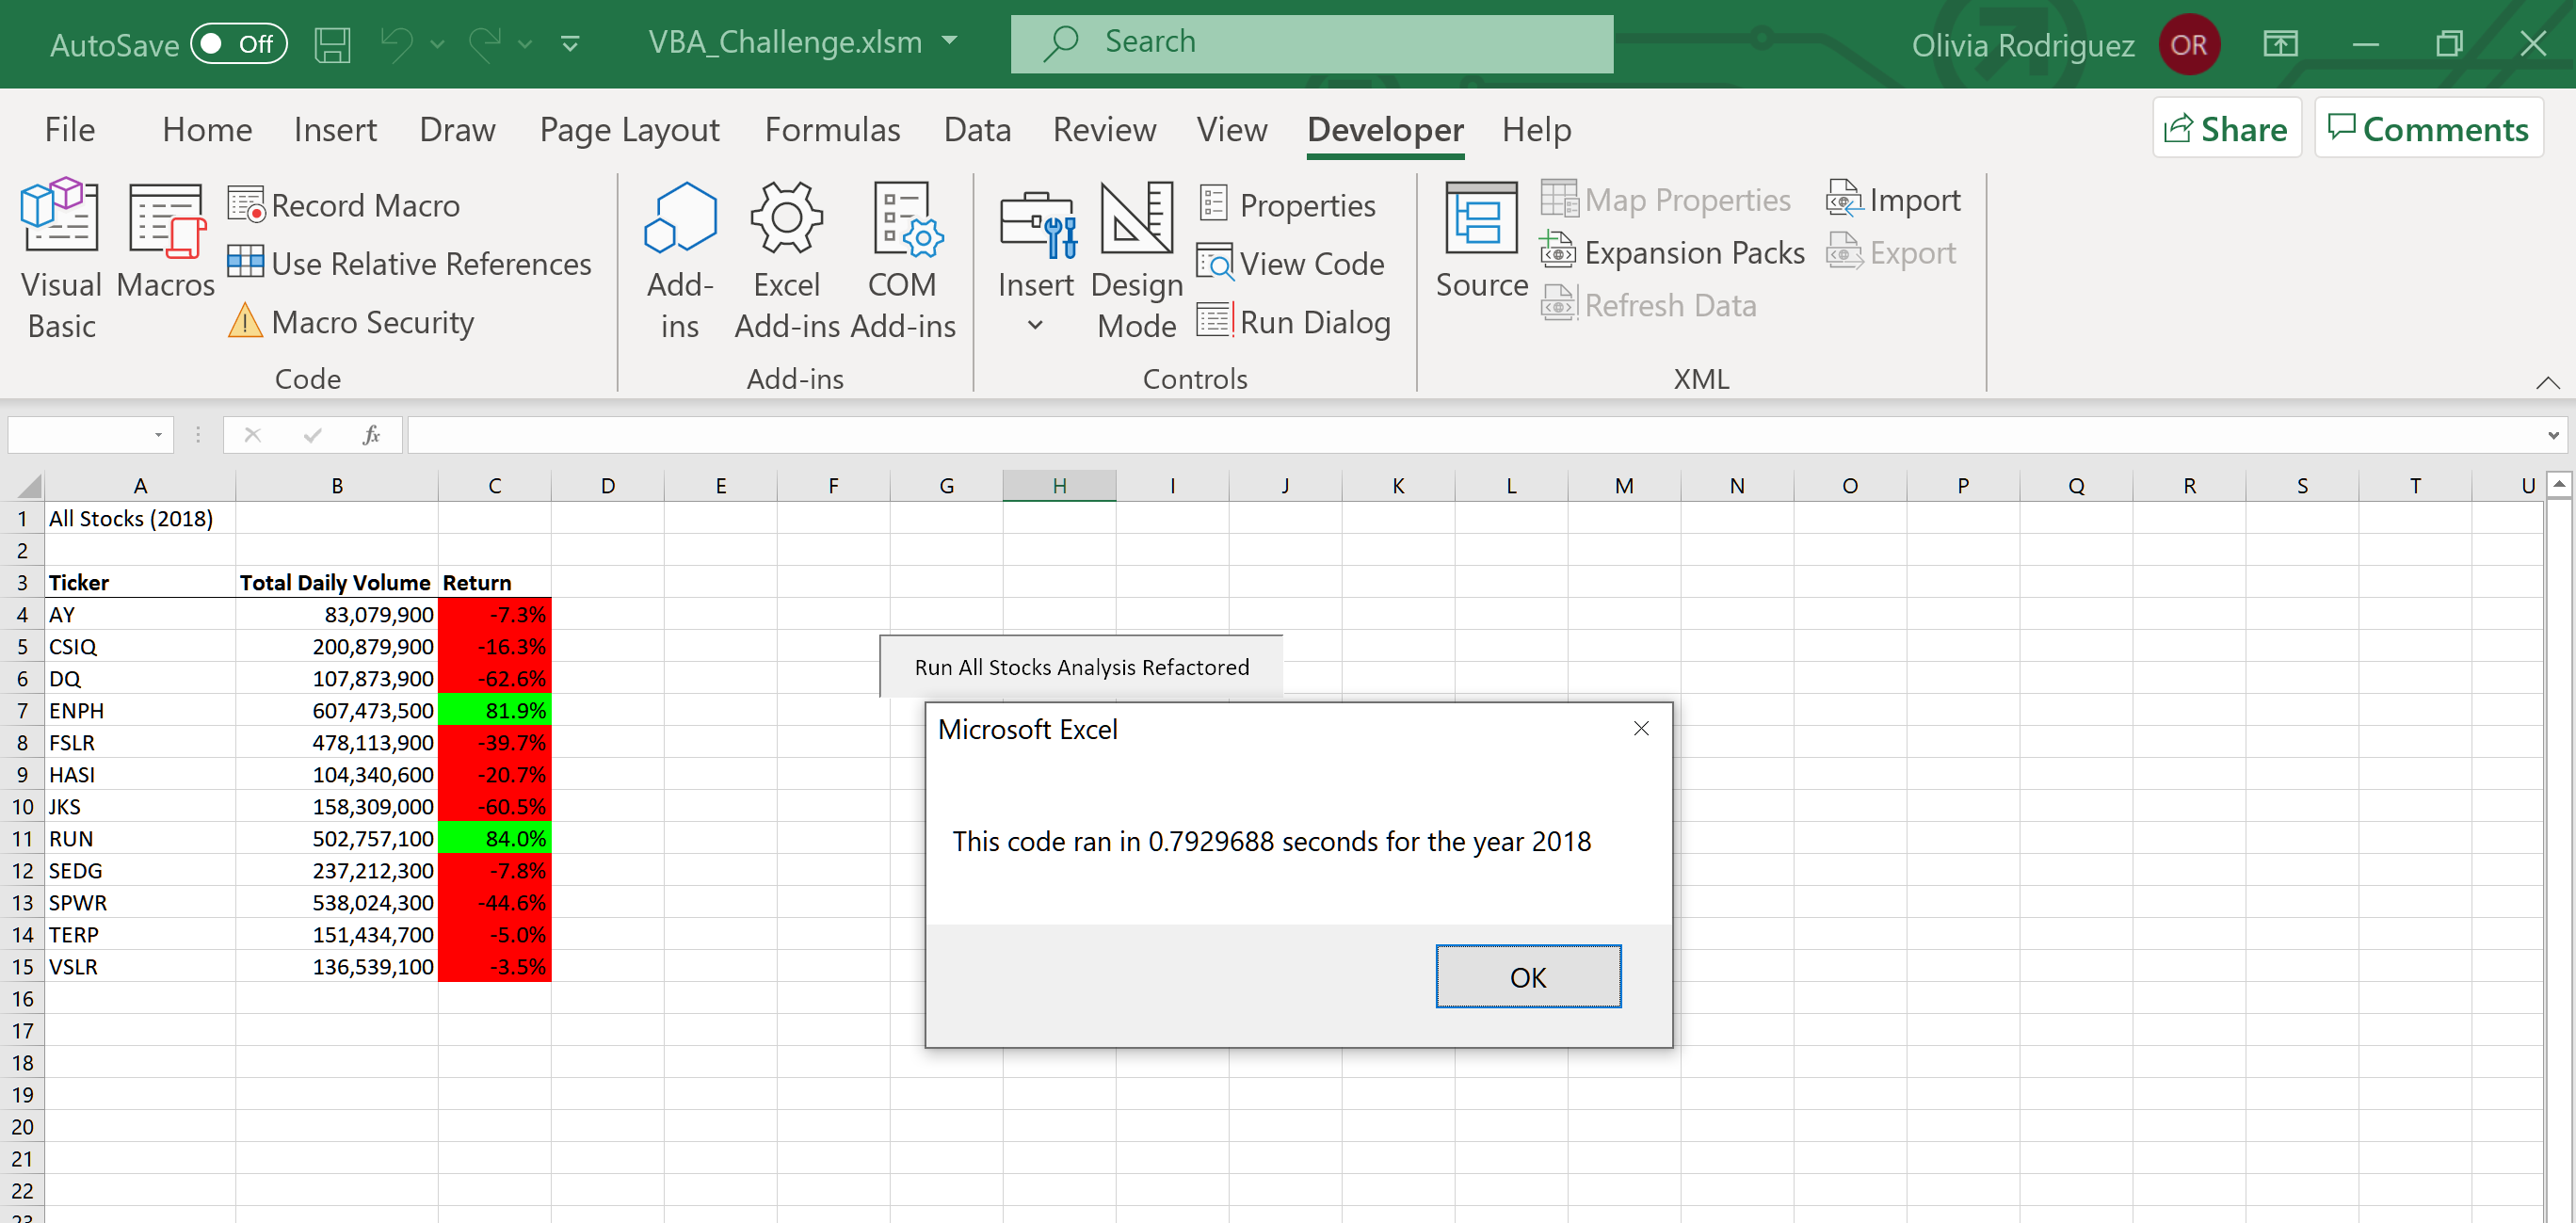 AutoSave Off VBA_Challenge.xlsm Search Olivia Rodriguez OR
File Home Insert Draw Page Layout Formulas Data Review View Developer Help Share Comments
Visual Basic
Macros
Record Macro
Use Relative References
Macro Security
Code
Add-ins
Excel Add-ins
COM Add-ins
Add-ins
Insert
Design Mode
Properties
View Code
Run Dialog
Controls
Source
Map Properties
Expansion Packs
Refresh Data
Import
Export
XML
fx
A B C D E F G H I J K L M N O P Q R S T U
1 All Stocks (2018)
2
3 Ticker Total Daily Volume Return
4 AY 83,079,900 -7.3%
5 CSIQ 200,879,900 -16.3%
6 DQ 107,873,900 -62.6%
7 ENPH 607,473,500 81.9%
8 FSLR 478,113,900 -39.7%
9 HASI 104,340,600 -20.7%
10 JKS 158,309,000 -60.5%
11 RUN 502,757,100 84.0%
12 SEDG 237,212,300 -7.8%
13 SPWR 538,024,300 -44.6%
14 TERP 151,434,700 -5.0%
15 VSLR 136,539,100 -3.5%
16
17
18
19
20
21
22
23
Run All Stocks Analysis Refactored
Microsoft Excel
This code ran in 0.7929688 seconds for the year 2018
OK